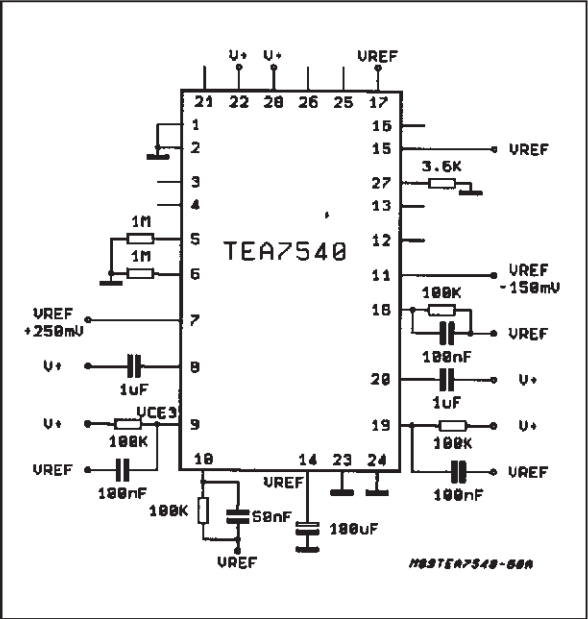 V+ V+ VREF
21 22 28 26 25 17
1 16
2 15 VREF
3 27 3.6K
4 13
1M 5 12
TEA7540
1M 6 11 VREF
-150mV
VREF
+250mV 7
18 100K
100nF VREF
V+ 1uF 8
20 1uF V+
V+ 100K VCE3 9
19 100K V+
VREF 100nF
100nF VREF
10 14 23 24
VREF
100K 50nF 100uF
VREF
M89TEA7540-60A